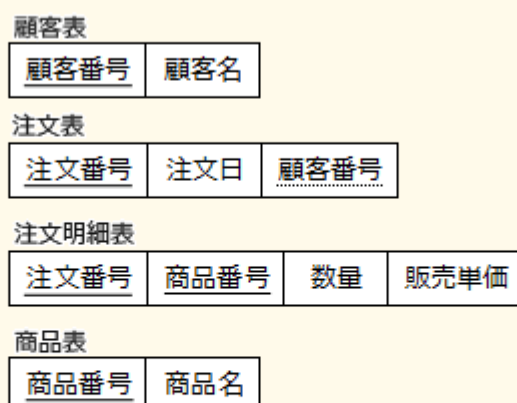 顧客表
顧客番号 顧客名
注文表
注文番号 注文日 顧客番号
注文明細表
注文番号 商品番号 数量 販売単価
商品表
商品番号 商品名